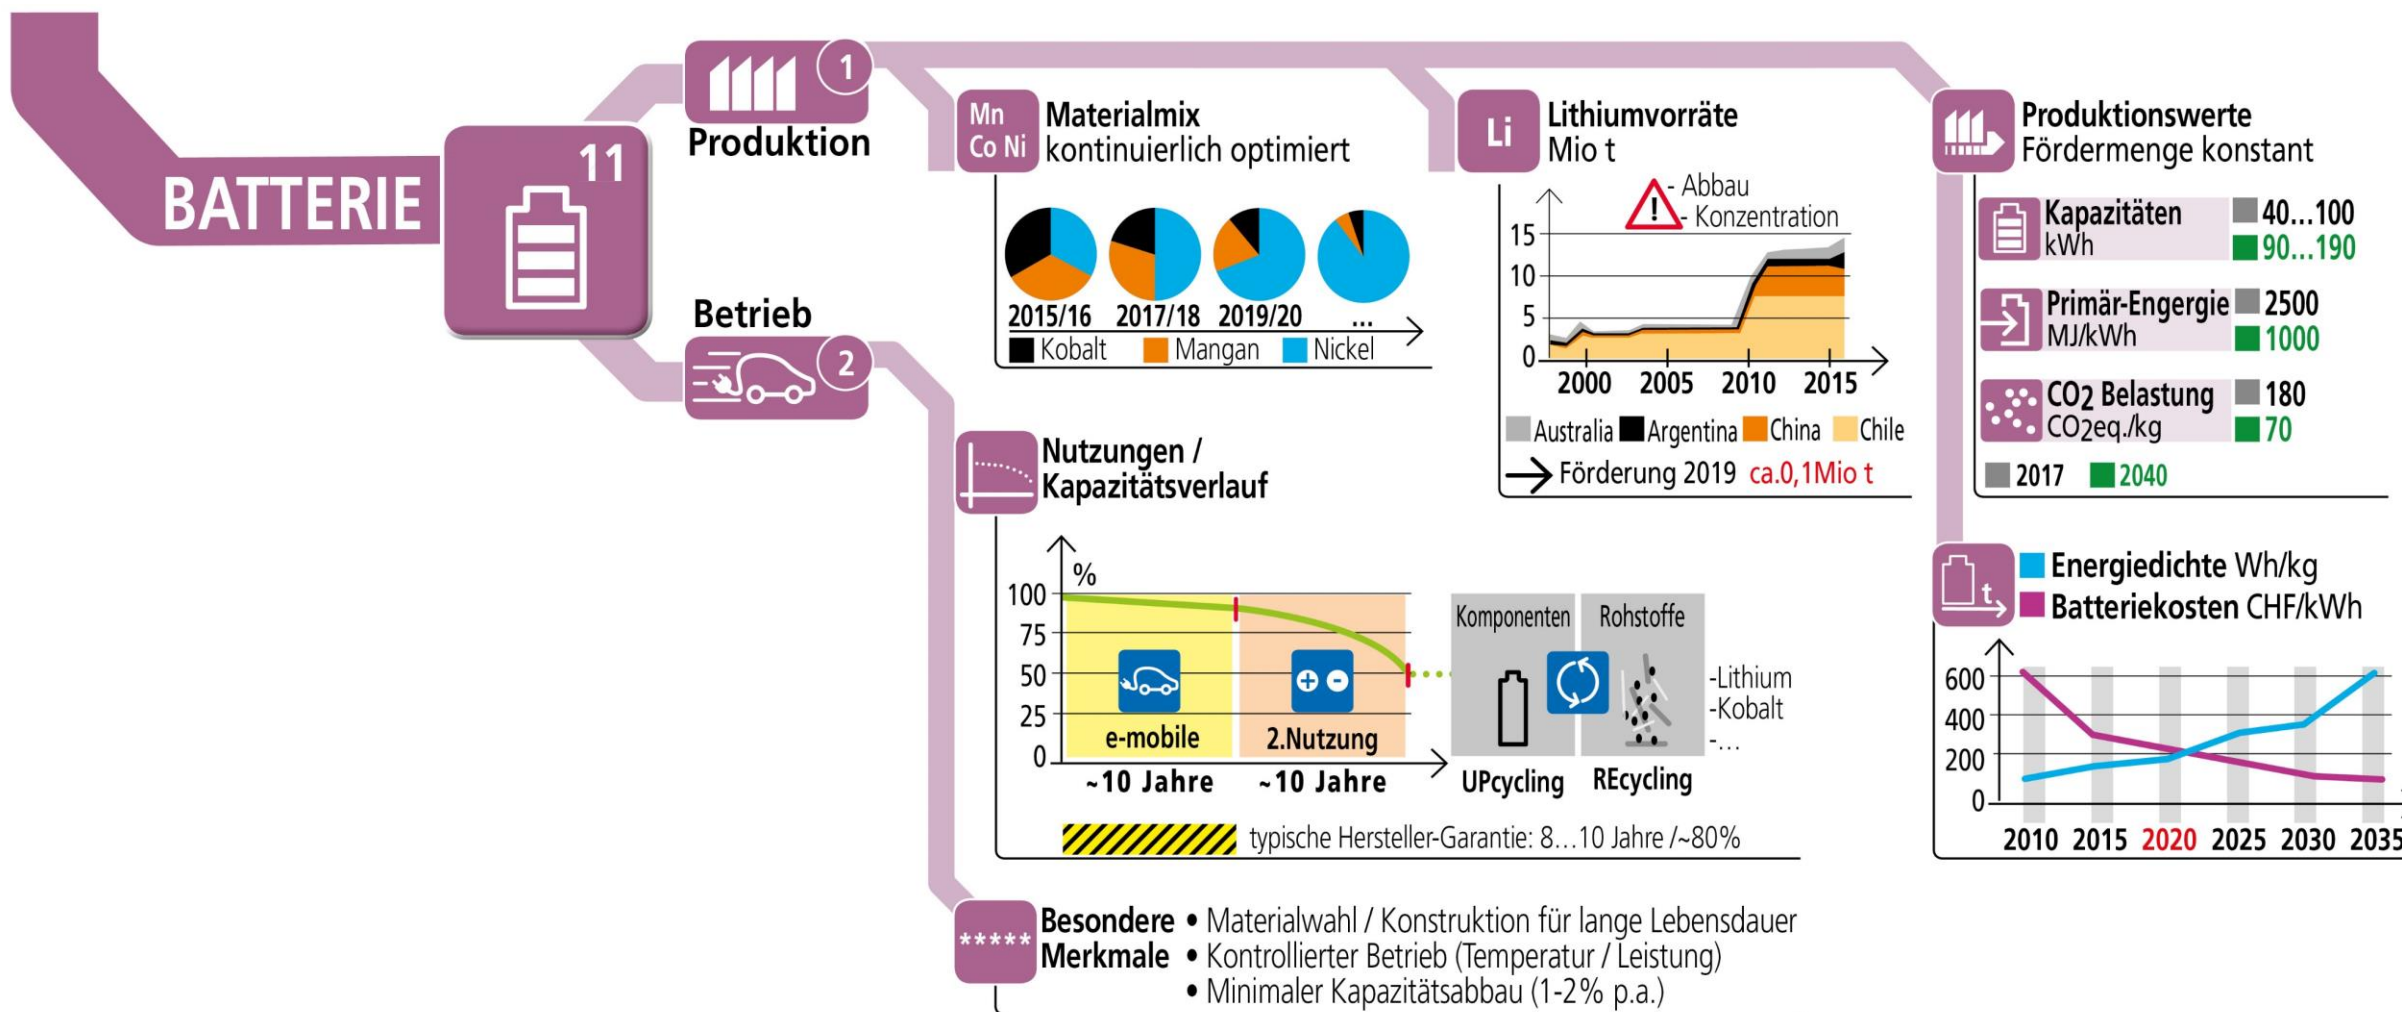 BATTERIE
11
1
Produktion
Mn
Co Ni
Materialmix
kontinuierlich optimiert
2015/16 2017/18 2019/20 ...
Kobalt Mangan Nickel
Li
Lithiumvorräte
Mio t
- Abbau
- Konzentration
!
15
10
5
0
2000 2005 2010 2015
Australia Argentina China Chile
Förderung 2019 ca.0,1Mio t
Produktionswerte
Fördermenge konstant
Kapazitäten 40...100
kWh 90...190
Primär-Engergie 2500
MJ/kWh 1000
CO2 Belastung 180
CO2eq./kg 70
2017 2040
t
Energiedichte Wh/kg
Batteriekosten CHF/kWh
600
400
200
0
2010 2015 2020 2025 2030 2035
Betrieb
2
Nutzungen /
Kapazitätsverlauf
%
100
75
50
25
0
e-mobile 2.Nutzung
~10 Jahre ~10 Jahre
Komponenten Rohstoffe
-Lithium
-Kobalt
-...
UPcycling REcycling
typische Hersteller-Garantie: 8...10 Jahre /~80%
*****
Besondere • Materialwahl / Konstruktion für lange Lebensdauer
Merkmale • Kontrollierter Betrieb (Temperatur / Leistung)
• Minimaler Kapazitätsabbau (1-2% p.a.)